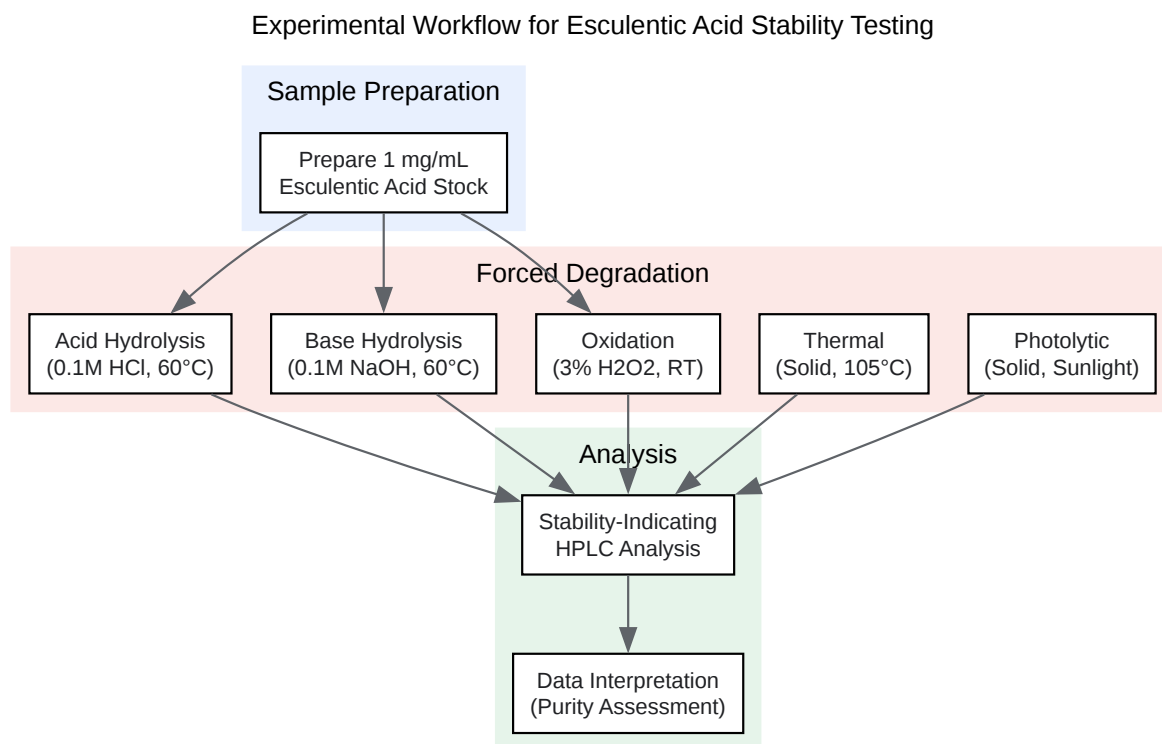 Experimental Workflow for Esculentic Acid Stability Testing
Sample Preparation
Prepare 1 mg/mL
Esculentic Acid Stock
Forced Degradation
Acid Hydrolysis
(0.1M HCl, 60°C)
Base Hydrolysis
(0.1M NaOH, 60°C)
Oxidation
(3% H2O2, RT)
Thermal
(Solid, 105°C)
Photolytic
(Solid, Sunlight)
Analysis
Stability-Indicating
HPLC Analysis
Data Interpretation
(Purity Assessment)